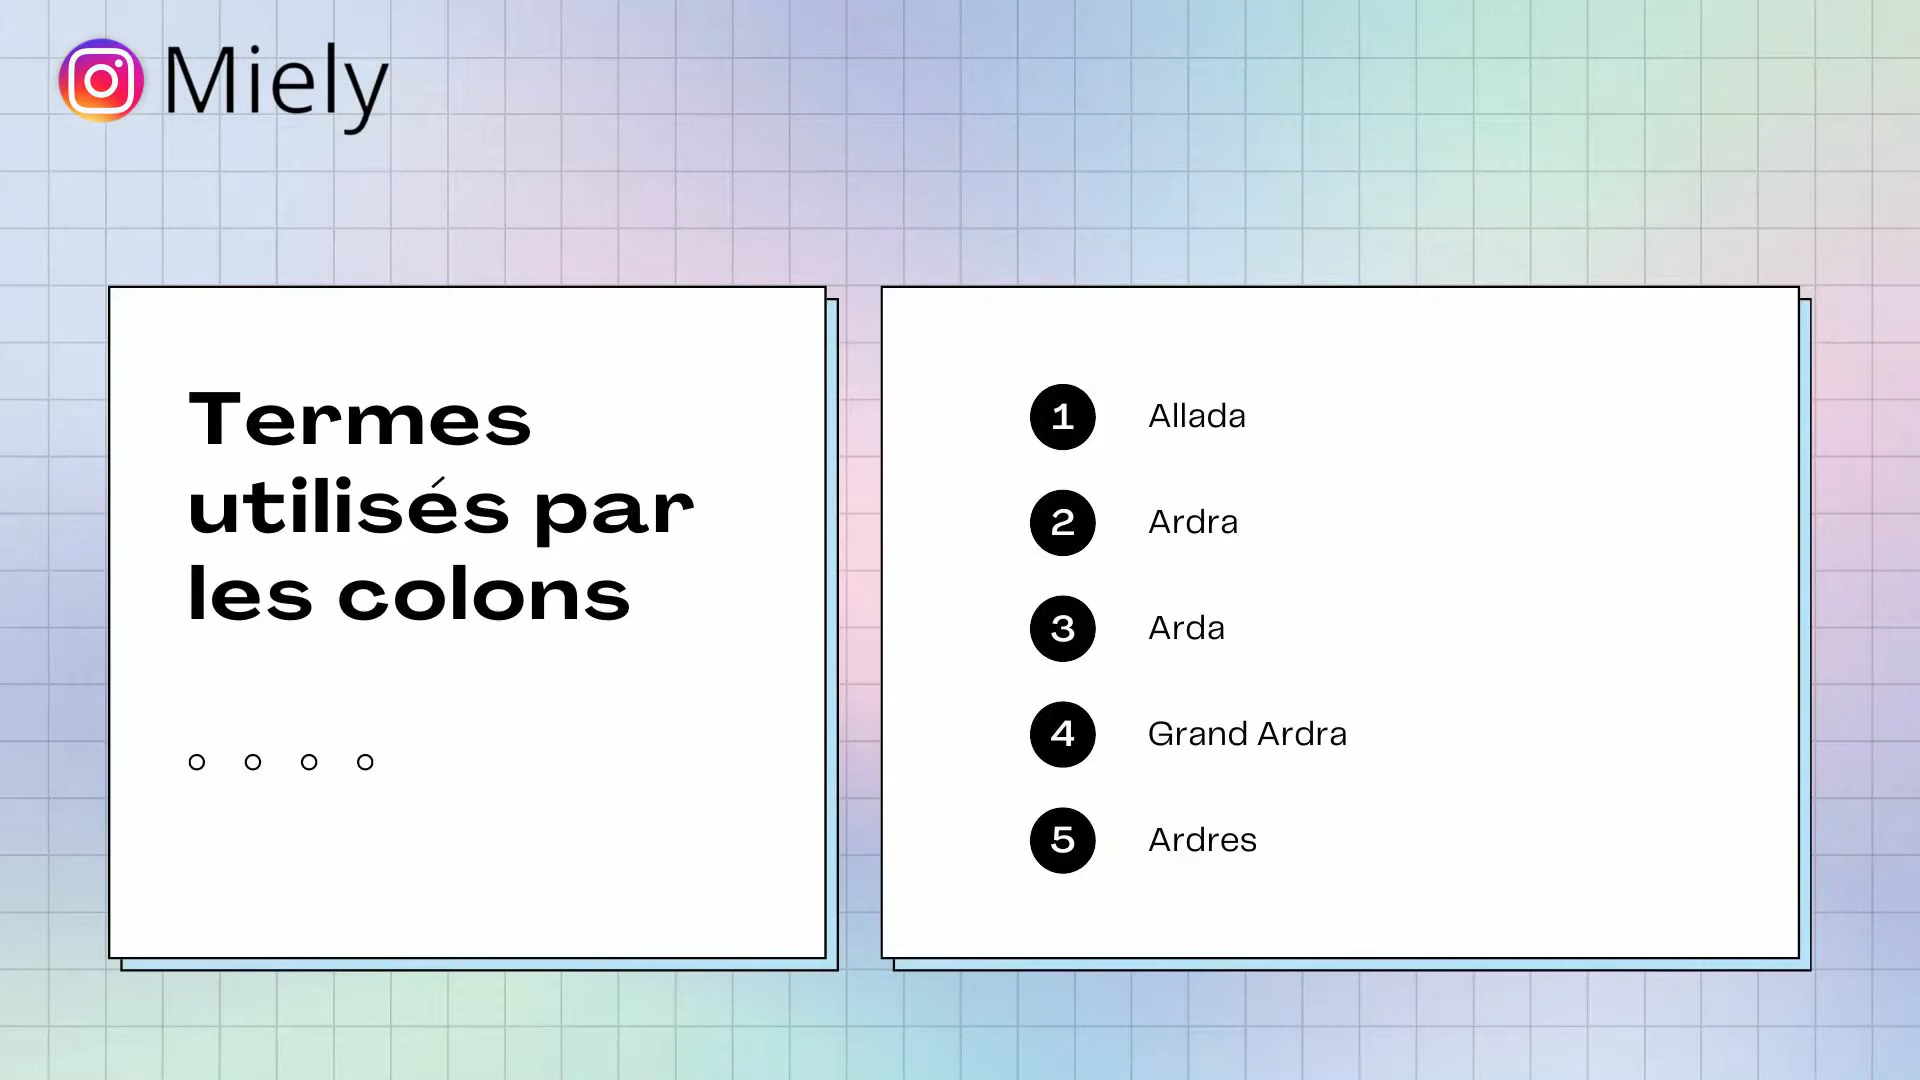 Miely
Termes
utilisés par
les colons
1 Allada
2 Ardra
3 Arda
4 Grand Ardra
5 Ardres